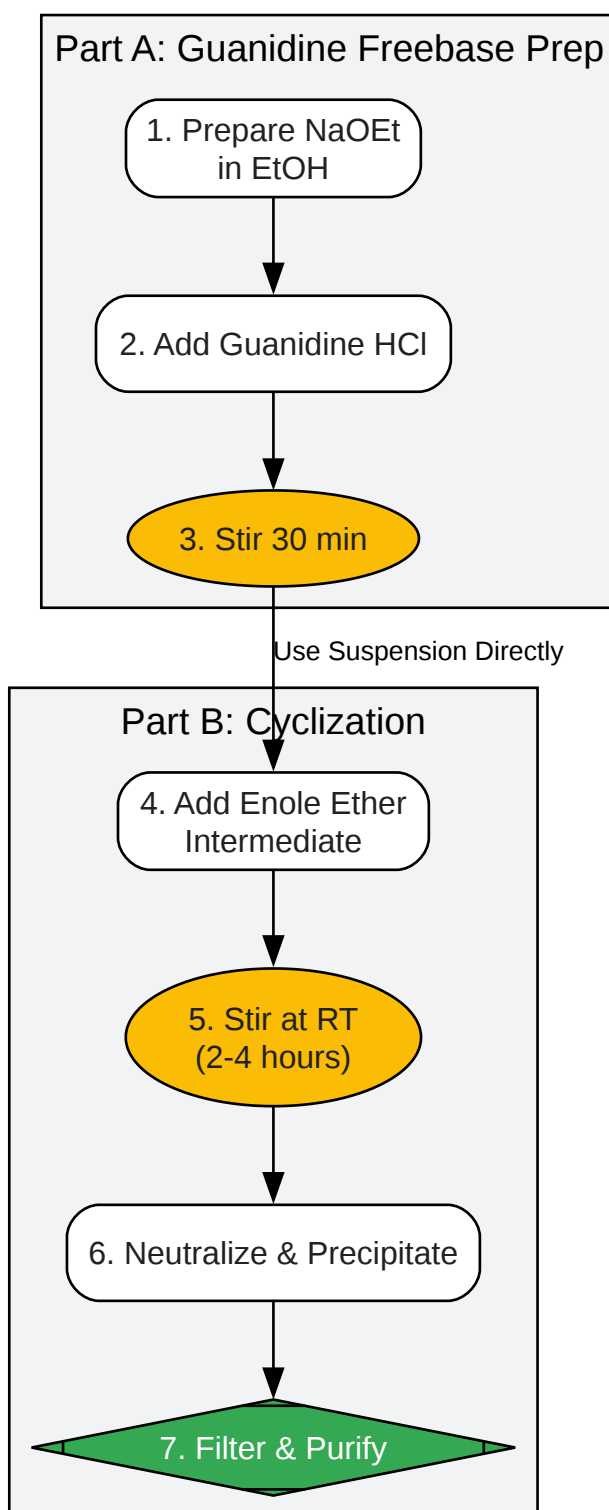 Part A: Guanidine Freebase Prep
1. Prepare NaOEt
in EtOH
2. Add Guanidine HCl
3. Stir 30 min
Use Suspension Directly
Part B: Cyclization
4. Add Enole Ether
Intermediate
5. Stir at RT
(2-4 hours)
6. Neutralize & Precipitate
7. Filter & Purify